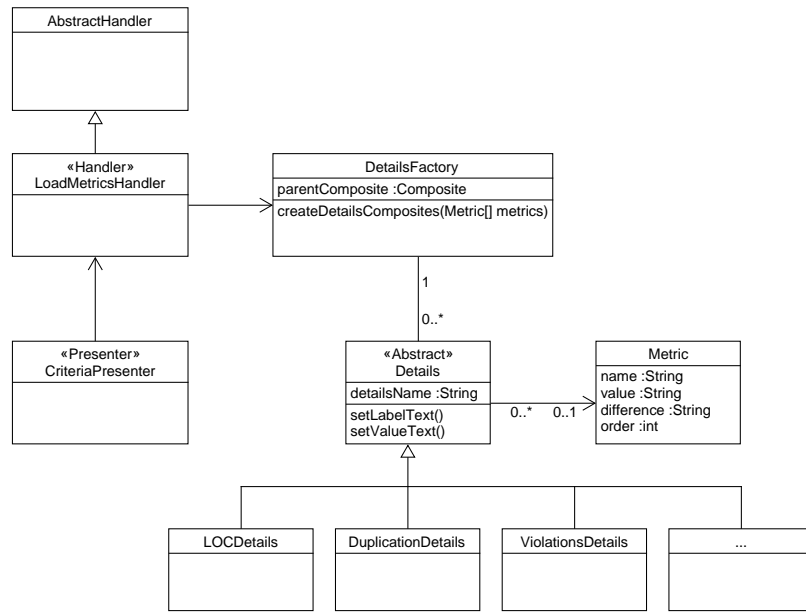 AbstractHandler
«Handler»
LoadMetricsHandler
DetailsFactory
parentComposite :Composite
createDetailsComposites(Metric[] metrics)
1
0..*
«Presenter»
CriteriaPresenter
«Abstract»
Details
detailsName :String
setLabelText()
setValueText()
0..*
0..1
Metric
name :String
value :String
difference :String
order :int
LOCDetails
DuplicationDetails
ViolationsDetails
...